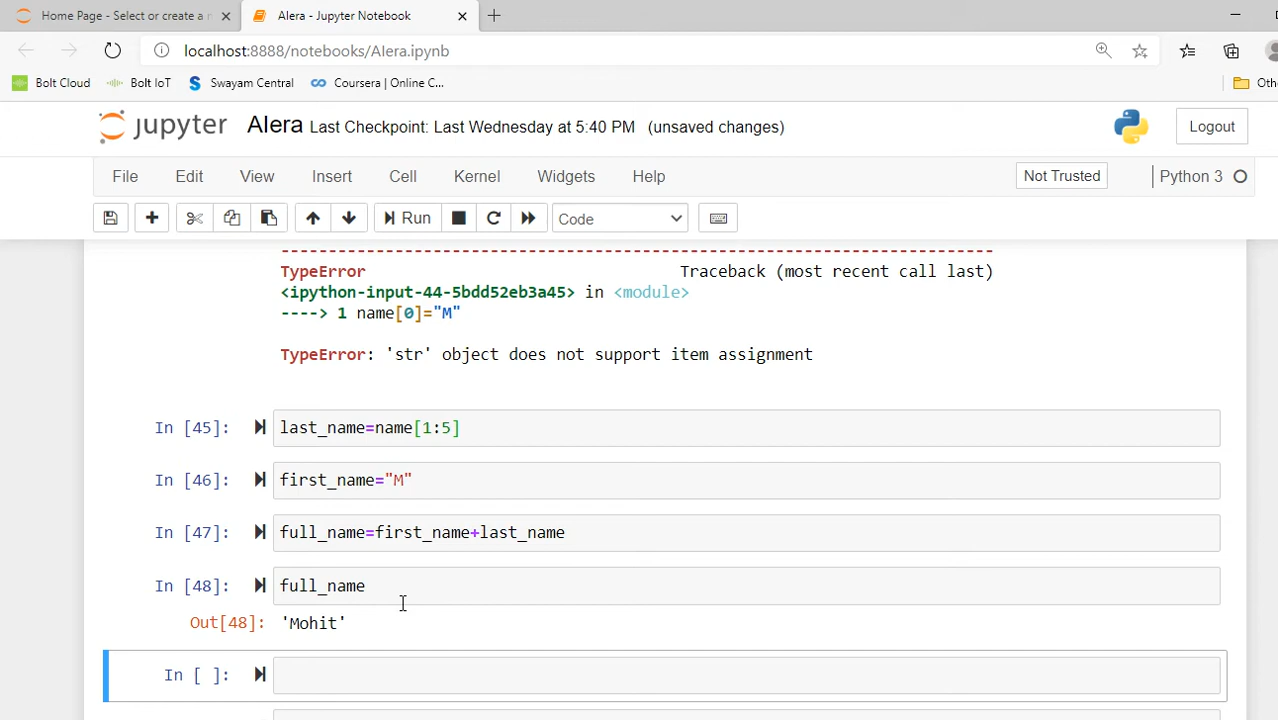 Home Page - Select or create a n
AIera - Jupyter Notebook
localhost:8888/notebooks/AIera.ipynb
Bolt Cloud
Bolt IoT
Swayam Central
Coursera | Online C...
Oth
jupyter AIera Last Checkpoint: Last Wednesday at 5:40 PM (unsaved changes)
Logout
File Edit View Insert Cell Kernel Widgets Help
Not Trusted
Python 3
Run
Code
---------------------------------------------------------------------------
TypeError Traceback (most recent call last)
<ipython-input-44-5bdd52eb3a45> in <module>
----> 1 name[0]="M"
TypeError: 'str' object does not support item assignment
In [45]: last_name=name[1:5]
In [46]: first_name="M"
In [47]: full_name=first_name+last_name
In [48]: full_name
Out[48]: 'Mohit'
In [ ]: